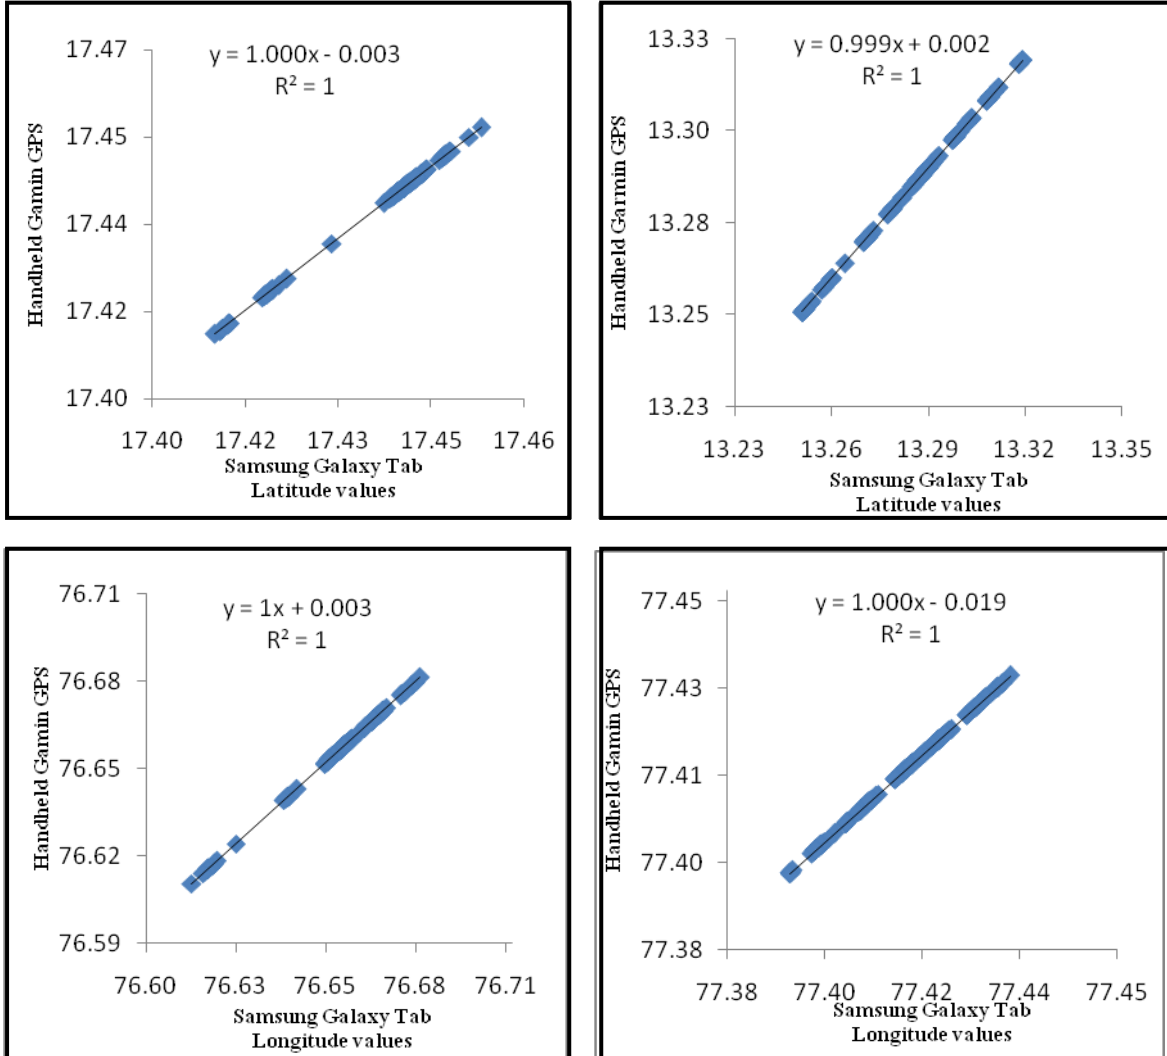 y = 1.000x - 0.003
R² = 1
17.47
17.45
17.44
17.42
17.40
Handheld Gamin GPS
17.40 17.42 17.43 17.45 17.46
Samsung Galaxy Tab
Latitude values
y = 0.999x + 0.002
R² = 1
13.33
13.30
13.28
13.25
13.23
Handheld Garmin GPS
13.23 13.26 13.29 13.32 13.35
Samsung Galaxy Tab
Latitude values
y = 1x + 0.003
R² = 1
76.71
76.68
76.65
76.62
76.59
Handheld Gamin GPS
76.60 76.63 76.65 76.68 76.71
Samsung Galaxy Tab
Longitude values
y = 1.000x - 0.019
R² = 1
77.45
77.43
77.41
77.40
77.38
Handheld Gamin GPS
77.38 77.40 77.42 77.44 77.45
Samsung Galaxy Tab
Longitude values